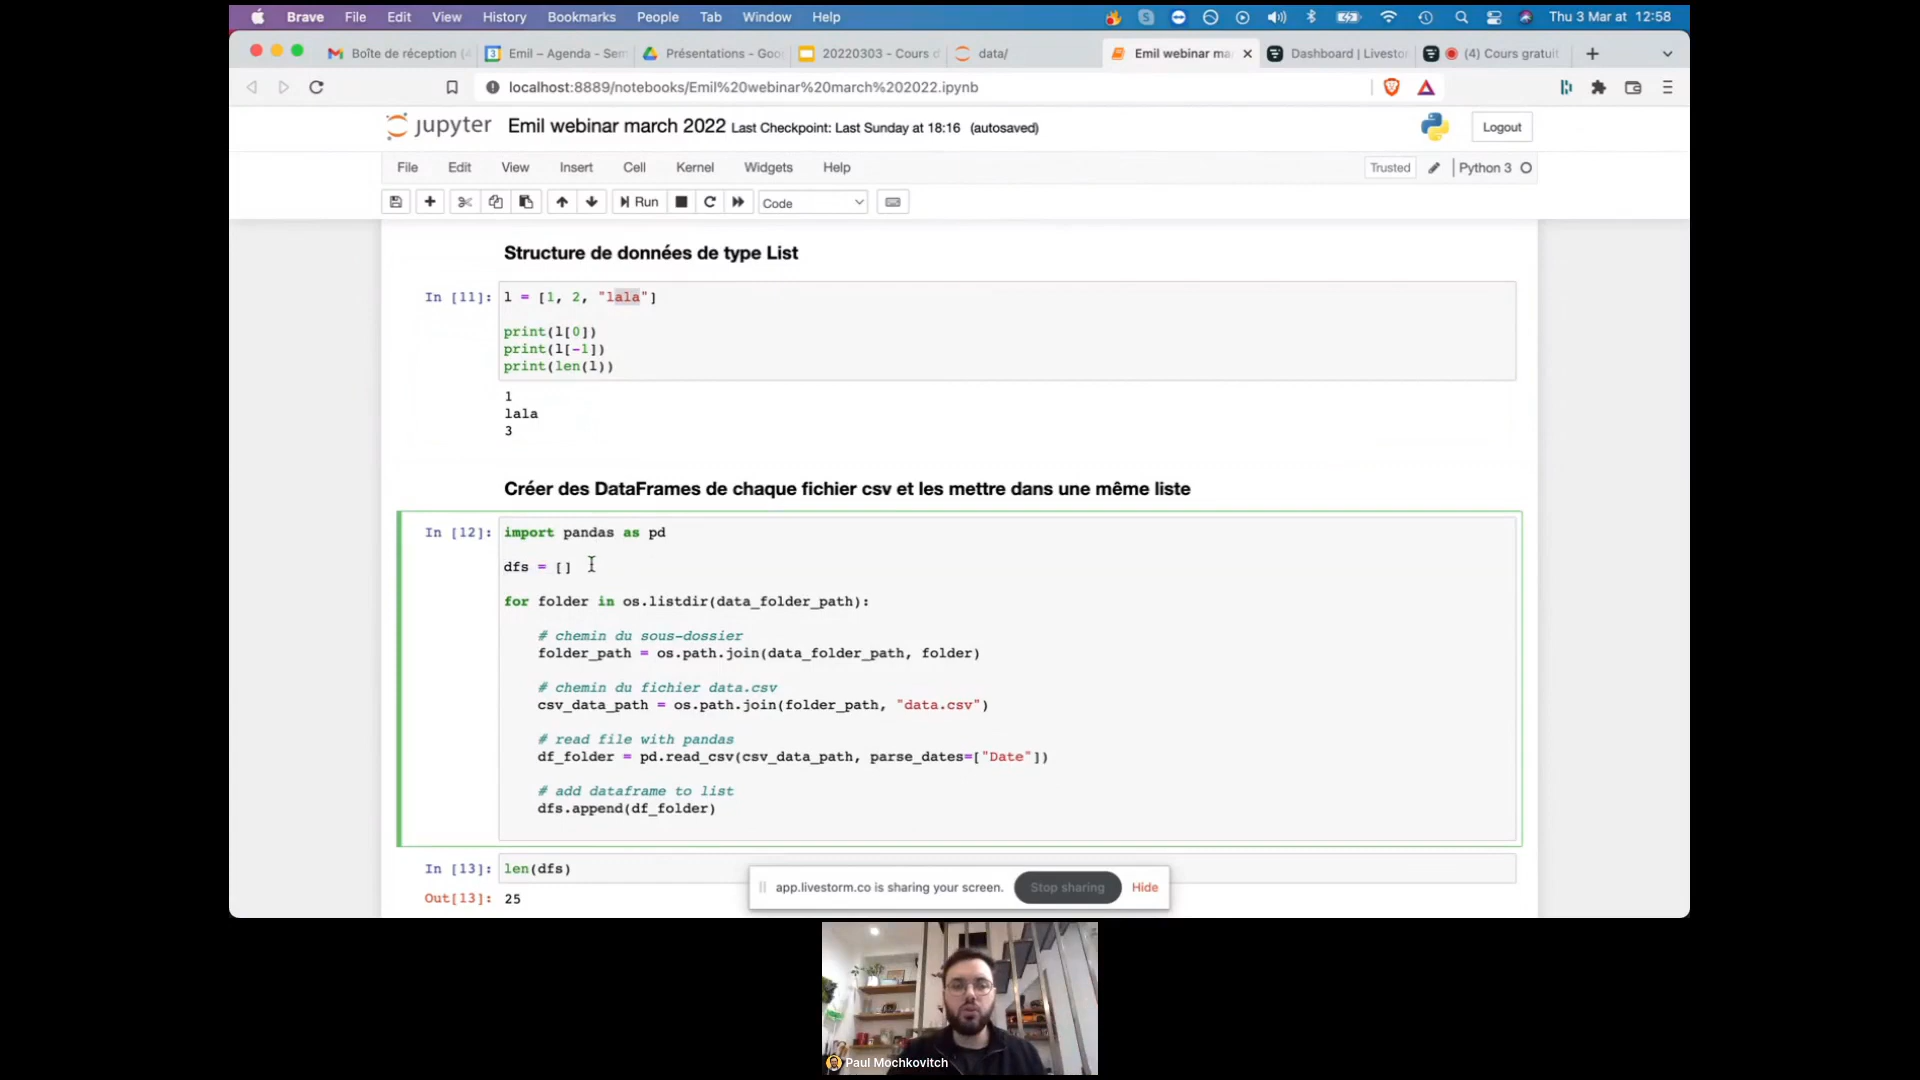 Brave File Edit View History Bookmarks People Tab Window Help Thu 3 Mar at 12:58
Boîte de réception (4 Emil – Agenda - Sem Présentations - Goo 20220303 - Cours d data/ Emil webinar ma Dashboard | Livestor (4) Cours gratuit
localhost:8889/notebooks/Emil%20webinar%20march%202022.ipynb
jupyter Emil webinar march 2022 Last Checkpoint: Last Sunday at 18:16 (autosaved) Logout
File Edit View Insert Cell Kernel Widgets Help Trusted Python 3
Run Code
Structure de données de type List
In [11]: l = [1, 2, "lala"]
print(l[0])
print(l[-1])
print(len(l))
1
lala
3
Créer des DataFrames de chaque fichier csv et les mettre dans une même liste
In [12]: import pandas as pd
dfs = []
for folder in os.listdir(data_folder_path):
# chemin du sous-dossier
folder_path = os.path.join(data_folder_path, folder)
# chemin du fichier data.csv
csv_data_path = os.path.join(folder_path, "data.csv")
# read file with pandas
df_folder = pd.read_csv(csv_data_path, parse_dates=["Date"])
# add dataframe to list
dfs.append(df_folder)
In [13]: len(dfs)
app.livestorm.co is sharing your screen. Stop sharing Hide
Out[13]: 25
Paul Mochkovitch